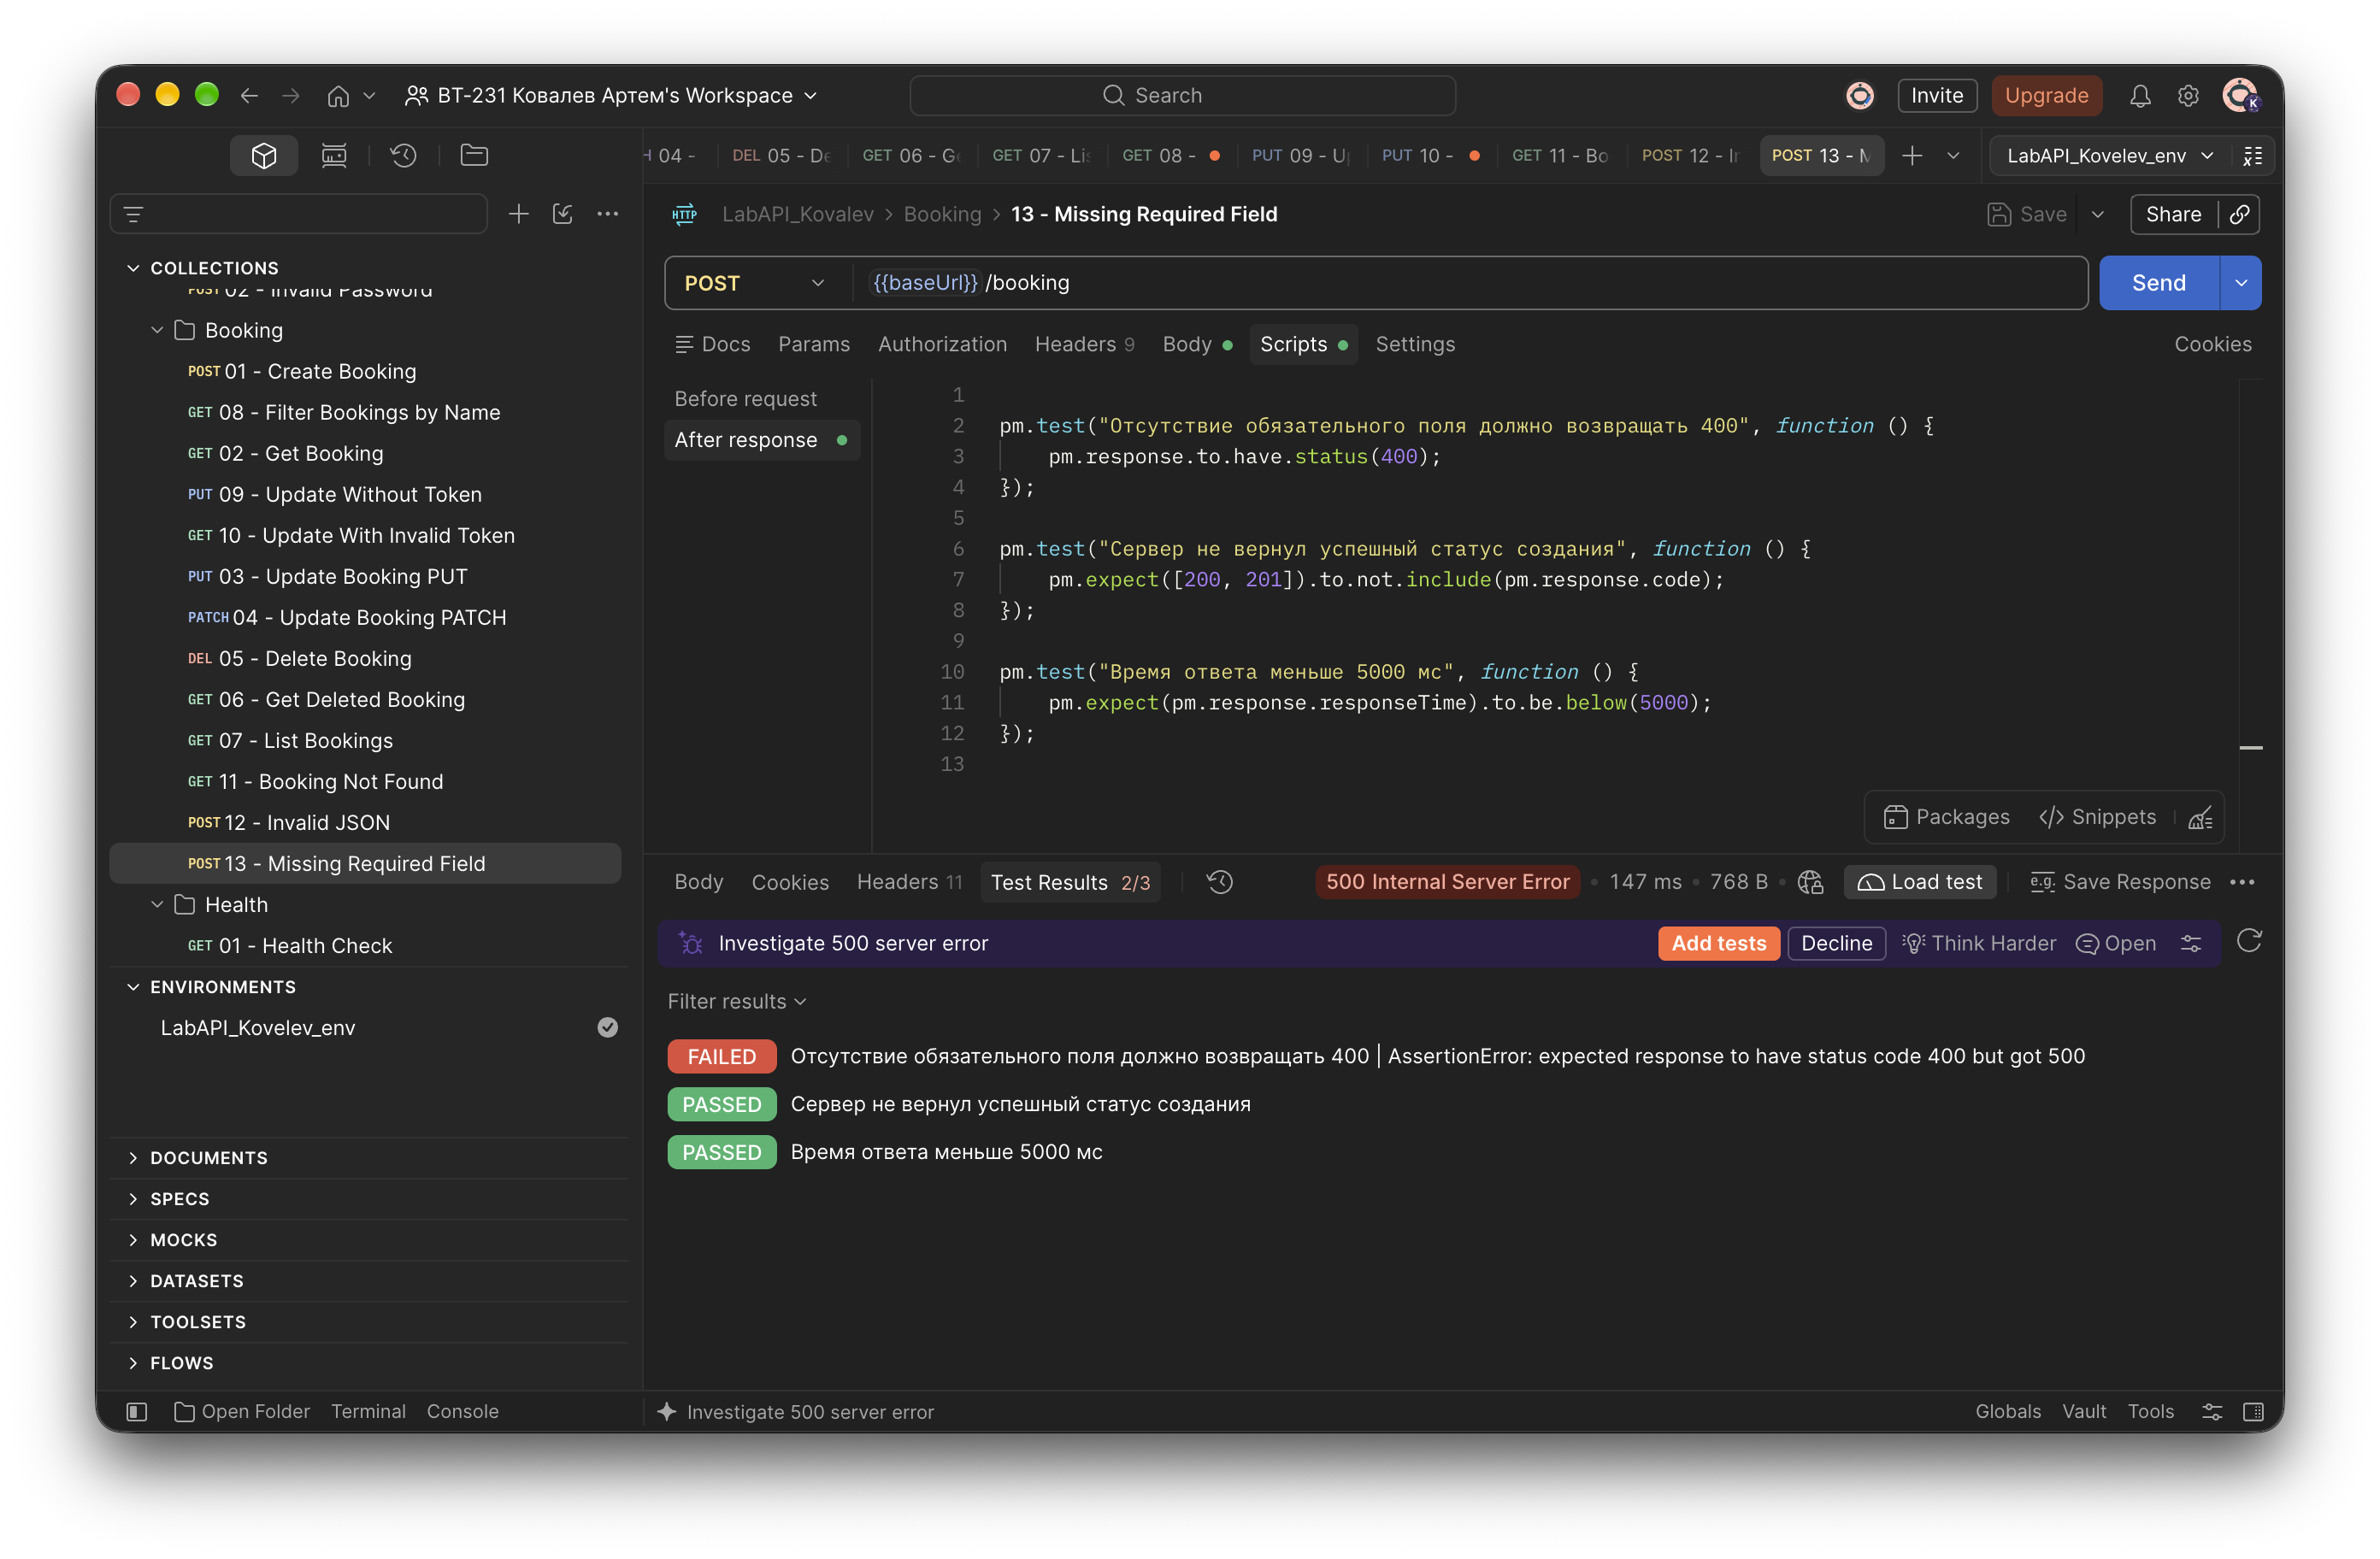 ВТ-231 Ковалев Артем's Workspace
Search
Invite
Upgrade
K
04 -
DEL 05 - De
GET 06 - Ge
GET 07 - Lis
GET 08 -
PUT 09 - U
PUT 10 -
GET 11 - Bo
POST 12 - I
POST 13 - M
LabAPI_Kovelev_env
COLLECTIONS
POST 02 - Invalid Password
Booking
POST 01 - Create Booking
GET 08 - Filter Bookings by Name
GET 02 - Get Booking
PUT 09 - Update Without Token
GET 10 - Update With Invalid Token
PUT 03 - Update Booking PUT
PATCH 04 - Update Booking PATCH
DEL 05 - Delete Booking
GET 06 - Get Deleted Booking
GET 07 - List Bookings
GET 11 - Booking Not Found
POST 12 - Invalid JSON
POST 13 - Missing Required Field
Health
GET 01 - Health Check
ENVIRONMENTS
LabAPI_Kovelev_env
DOCUMENTS
SPECS
MOCKS
DATASETS
TOOLSETS
FLOWS
HTTP LabAPI_Kovalev > Booking > 13 - Missing Required Field
Save
Share
POST {{baseUrl}} /booking
Send
Docs Params Authorization Headers 9 Body Scripts Settings
Cookies
Before request
After response
1
2 pm.test("Отсутствие обязательного поля должно возвращать 400", function () {
3 pm.response.to.have.status(400);
4 });
5
6 pm.test("Сервер не вернул успешный статус создания", function () {
7 pm.expect([200, 201]).to.not.include(pm.response.code);
8 });
9
10 pm.test("Время ответа меньше 5000 мс", function () {
11 pm.expect(pm.response.responseTime).to.be.below(5000);
12 });
13
Packages </> Snippets
Body Cookies Headers 11 Test Results 2/3
500 Internal Server Error • 147 ms • 768 B •
Load test
e.g. Save Response
Investigate 500 server error
Add tests
Decline
Think Harder
Open
Filter results
FAILED Отсутствие обязательного поля должно возвращать 400 | AssertionError: expected response to have status code 400 but got 500
PASSED Сервер не вернул успешный статус создания
PASSED Время ответа меньше 5000 мс
Open Folder Terminal Console
Investigate 500 server error
Globals Vault Tools